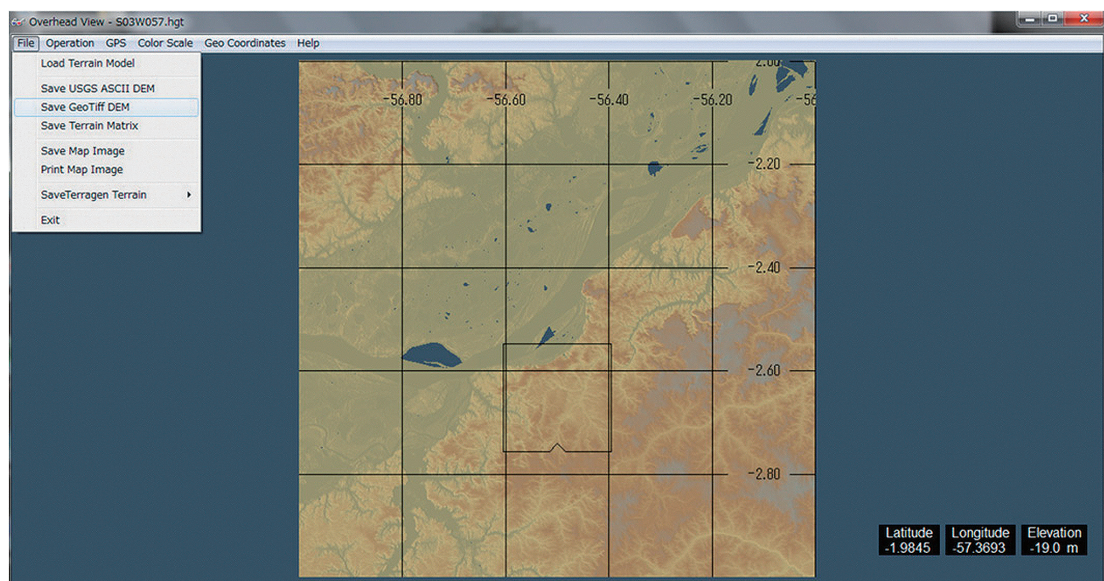 Overhead View - S03W057.hgt
File Operation GPS Color Scale Geo Coordinates Help
Load Terrain Model
Save USGS ASCII DEM
Save GeoTiff DEM
Save Terrain Matrix
Save Map Image
Print Map Image
SaveTerragen Terrain
Exit
2.00
-56.80 -56.60 -56.40 -56.20 -56
-2.20
-2.40
-2.60
-2.80
Latitude Longitude Elevation
-1.9845 -57.3693 -19.0 m